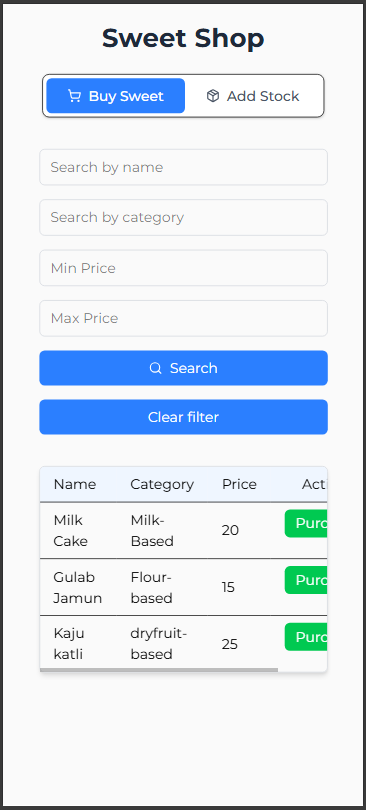 Sweet Shop
Buy Sweet Add Stock
Search by name
Search by category
Min Price
Max Price
Search
Clear filter
Name Category Price Acti
Milk Milk-
Cake Based 20 Purc
Gulab Flour-
Jamun based 15 Purc
Kaju dryfruit-
katli based 25 Purc